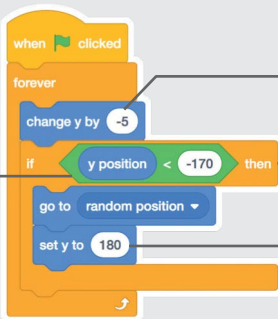 when clicked
forever
change y by -5
if y position < -170 then
go to random position
set y to 180